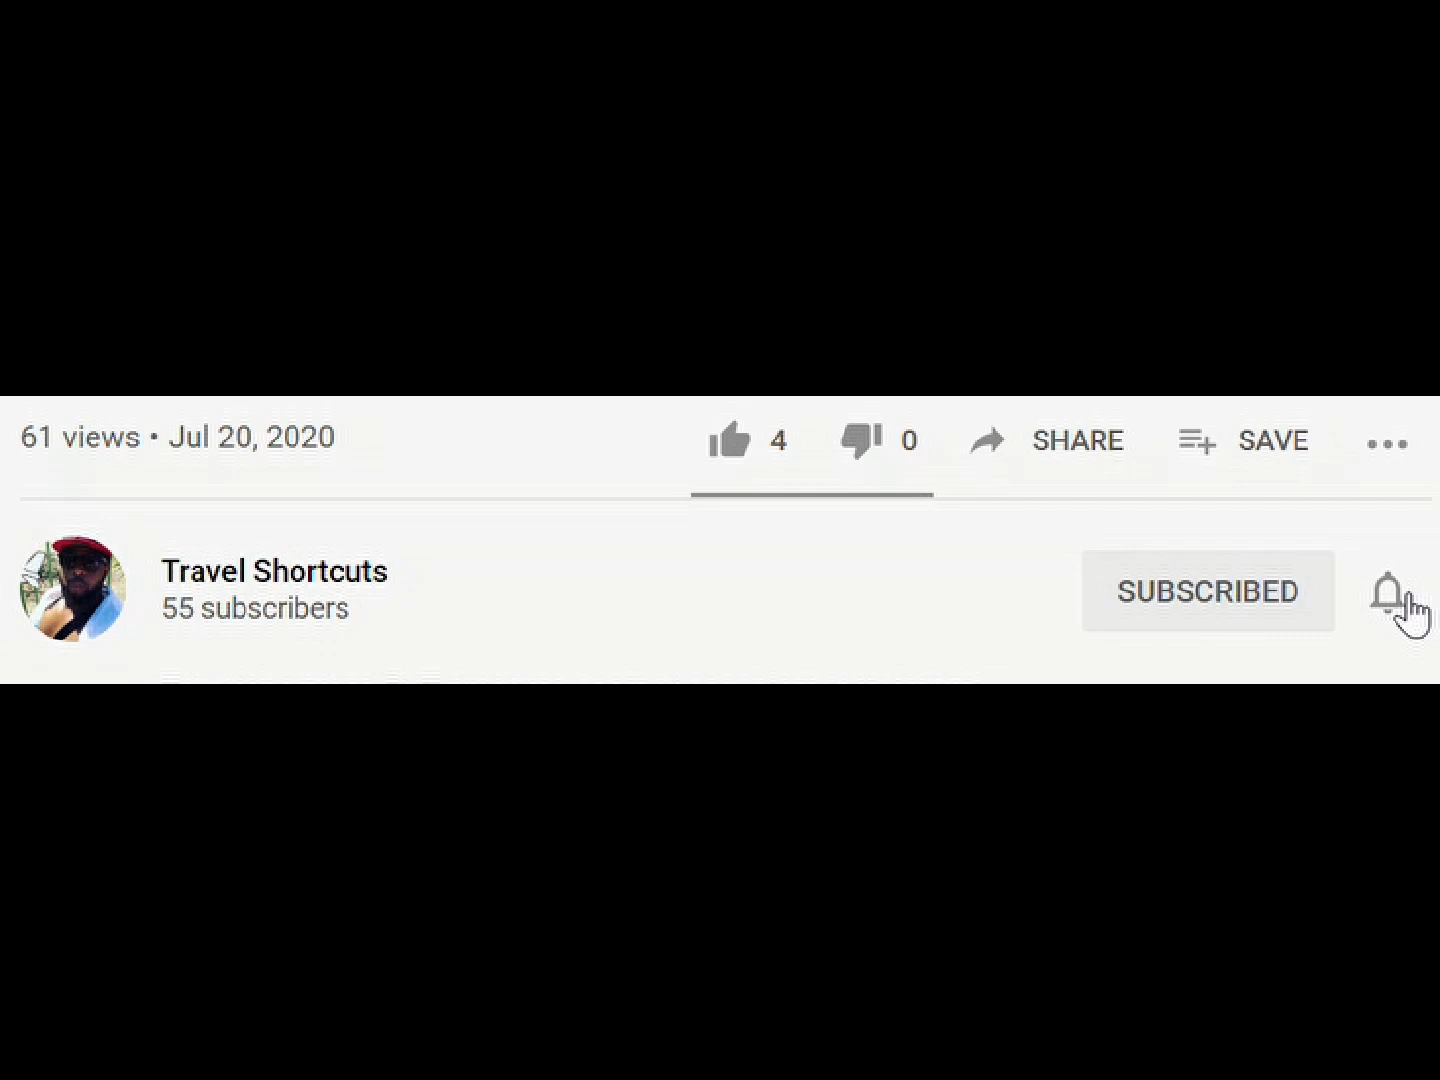 61 views • Jul 20, 2020
4 0 SHARE SAVE
Travel Shortcuts
55 subscribers
SUBSCRIBED